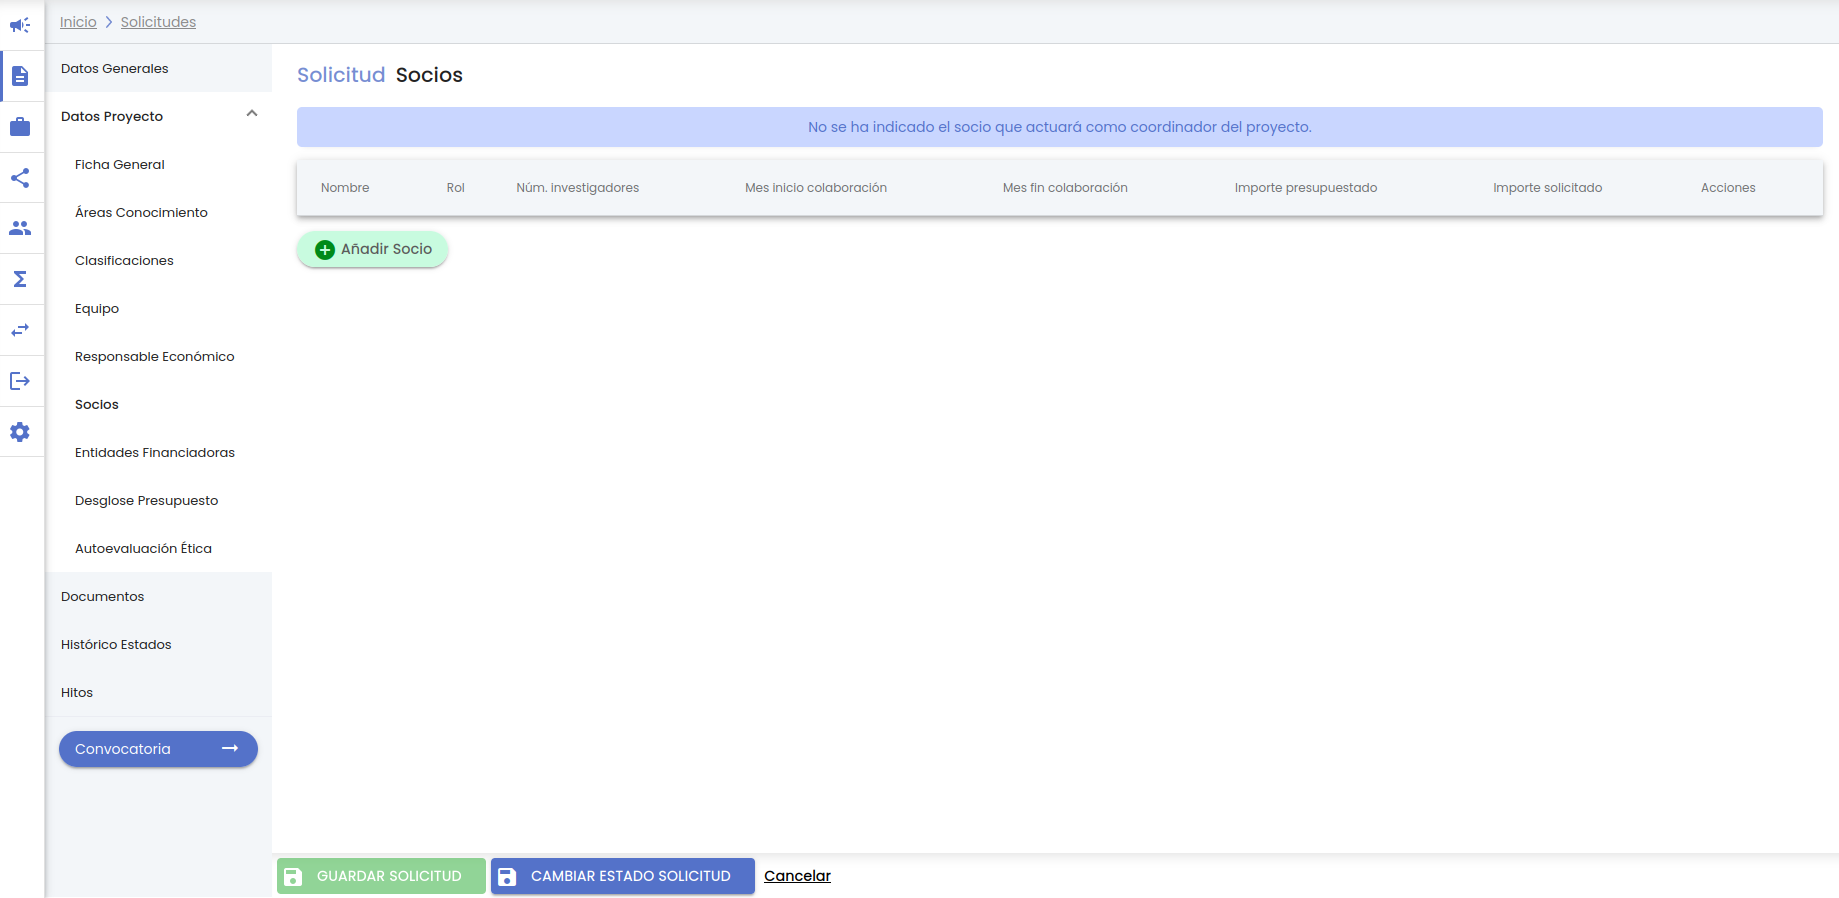 Inicio Solicitudes
Datos Generales
Datos Proyecto
Ficha General
Áreas Conocimiento
Clasificaciones
Equipo
Responsable Económico
Socios
Entidades Financiadoras
Desglose Presupuesto
Autoevaluación Ética
Documentos
Histórico Estados
Hitos
Convocatoria
Solicitud Socios
No se ha indicado el socio que actuará como coordinador del proyecto.
Nombre Rol Núm. investigadores Mes inicio colaboración Mes fin colaboración Importe presupuestado Importe solicitado Acciones
Añadir Socio
GUARDAR SOLICITUD CAMBIAR ESTADO SOLICITUD Cancelar